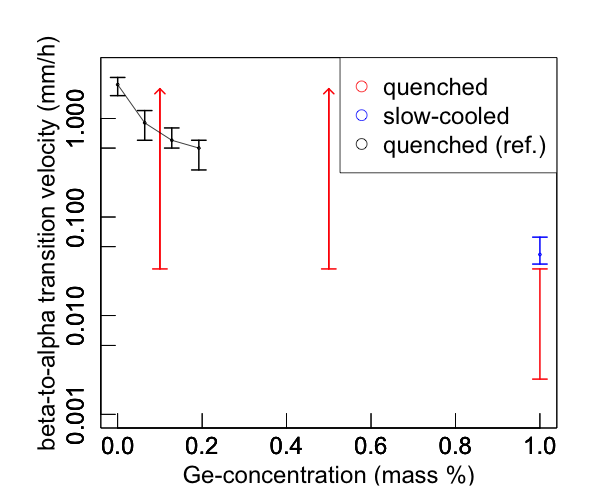 beta-to-alpha transition velocity (mm/h)
1.000
0.100
0.010
0.001
quenched
slow-cooled
quenched (ref.)
0.0 0.2 0.4 0.6 0.8 1.0
Ge-concentration (mass %)